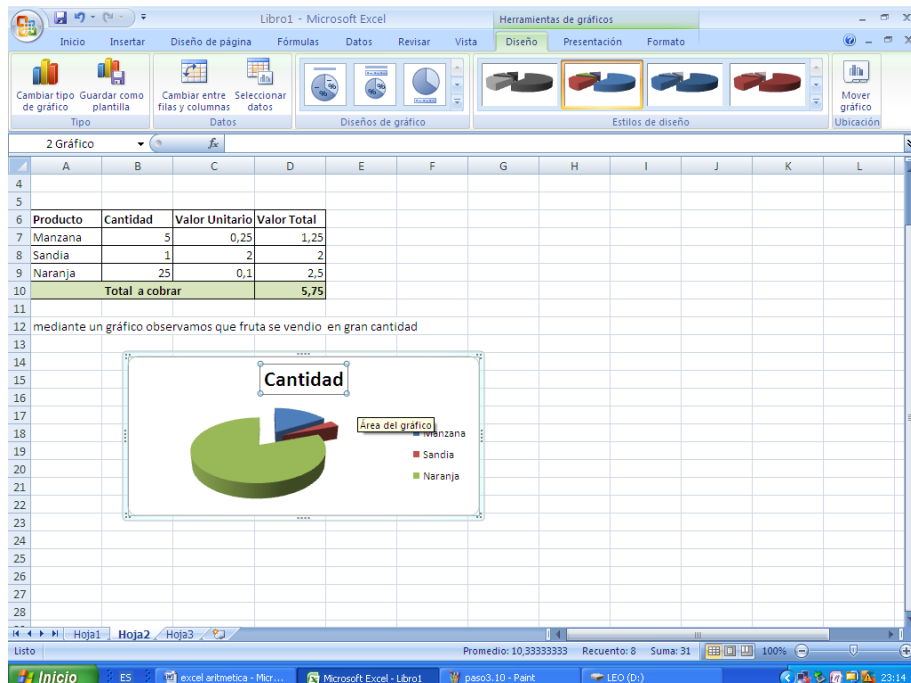 Libro1 - Microsoft Excel
Herramientas de gráficos
Inicio Insertar Diseño de página Fórmulas Datos Revisar Vista Diseño Presentación Formato
Cambiar tipo de gráfico
Guardar como plantilla
Cambiar entre filas y columnas
Seleccionar datos
Mover gráfico
Tipo Datos Diseños de gráfico Estilos de diseño Ubicación
2 Gráfico fx
A B C D E F G H I J K L
4
5
6 Producto Cantidad Valor Unitario Valor Total
7 Manzana 5 0,25 1,25
8 Sandia 1 2 2
9 Naranja 25 0,1 2,5
10 Total a cobrar 5,75
11
12 mediante un gráfico observamos que fruta se vendio en gran cantidad
13
14
15
16
17
18
19
20
21
22
23
24
25
26
27
28
Cantidad
Área del gráfico
Manzana
Sandia
Naranja
Hoja1 Hoja2 Hoja3
Listo Promedio: 10,33333333 Recuento: 8 Suma: 31 100%
Inicio ES excel aritmetica - Micr... Microsoft Excel - Libro1 paso3.10 - Paint LEO (D:) 23:14